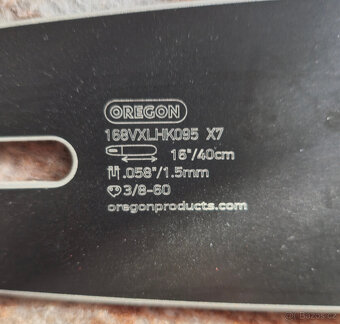 OREGON
168VXLHK095 X7
16"/40cm
.058"/1.5mm
3/8-60
oregonproducts.com